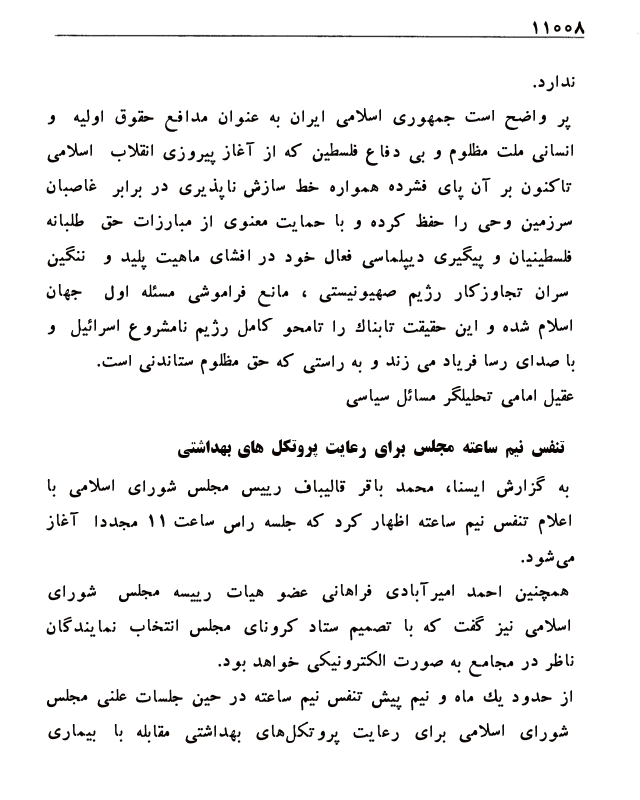 ۱۱۰۰۸
ندارد.
پر واضح است جمهوری اسلامی ایران به عنوان مدافع حقوق اولیه و
انسانی ملت مظلوم و بی دفاع فلسطین که از آغاز پیروزی انقلاب اسلامی
تاکنون بر آن پای فشرده همواره خط سازش ناپذیری در برابر غاصبان
سرزمین وحی را حفظ کرده و با حمایت معنوی از مبارزات حق طلبانه
فلسطینیان و پیگیری دیپلماسی فعال خود در افشای ماهیت پلید و ننگین
سران تجاوزکار رژیم صهیونیستی ، مانع فراموشی مسئله اول جهان
اسلام شده و این حقیقت تابناك را تامحو کامل رژیم نامشروع اسرائیل و
با صدای رسا فریاد می زند و به راستی که حق مظلوم ستاندنی است.
عقیل امامی تحلیلگر مسائل سیاسی
تنفس نیم ساعته مجلس برای رعایت پروتکل های بهداشتی
به گزارش ایسنا، محمد باقر قالیباف رییس مجلس شورای اسلامی با
اعلام تنفس نیم ساعته اظهار کرد که جلسه راس ساعت ۱۱ مجددا آغاز
می‌شود.
همچنین احمد امیرآبادی فراهانی عضو هیات رییسه مجلس شورای
اسلامی نیز گفت که با تصمیم ستاد کرونای مجلس انتخاب نمایندگان
ناظر در مجامع به صورت الکترونیکی خواهد بود.
از حدود یك ماه و نیم پیش تنفس نیم ساعته در حین جلسات علنی مجلس
شورای اسلامی برای رعایت پروتکل‌های بهداشتی مقابله با بیماری